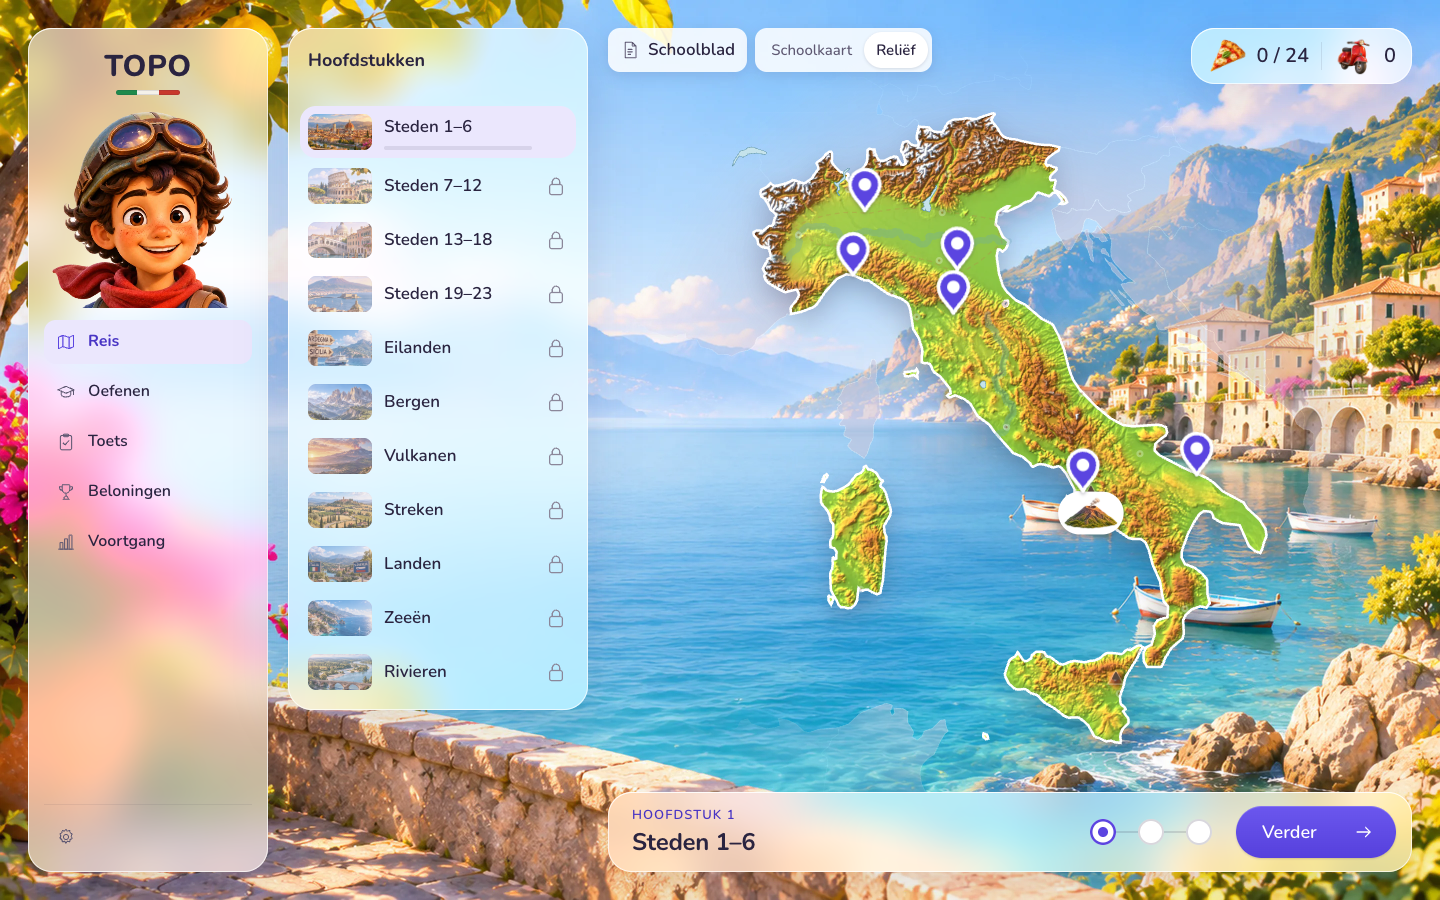 TOPO
Reis
Oefenen
Toets
Beloningen
Voortgang
Hoofdstukken
Steden 1–6
Steden 7–12
Steden 13–18
Steden 19–23
Eilanden
Bergen
Vulkanen
Streken
Landen
Zeeën
Rivieren
Schoolblad
Schoolkaart
Reliëf
0 / 24
0
HOOFDSTUK 1
Steden 1–6
Verder